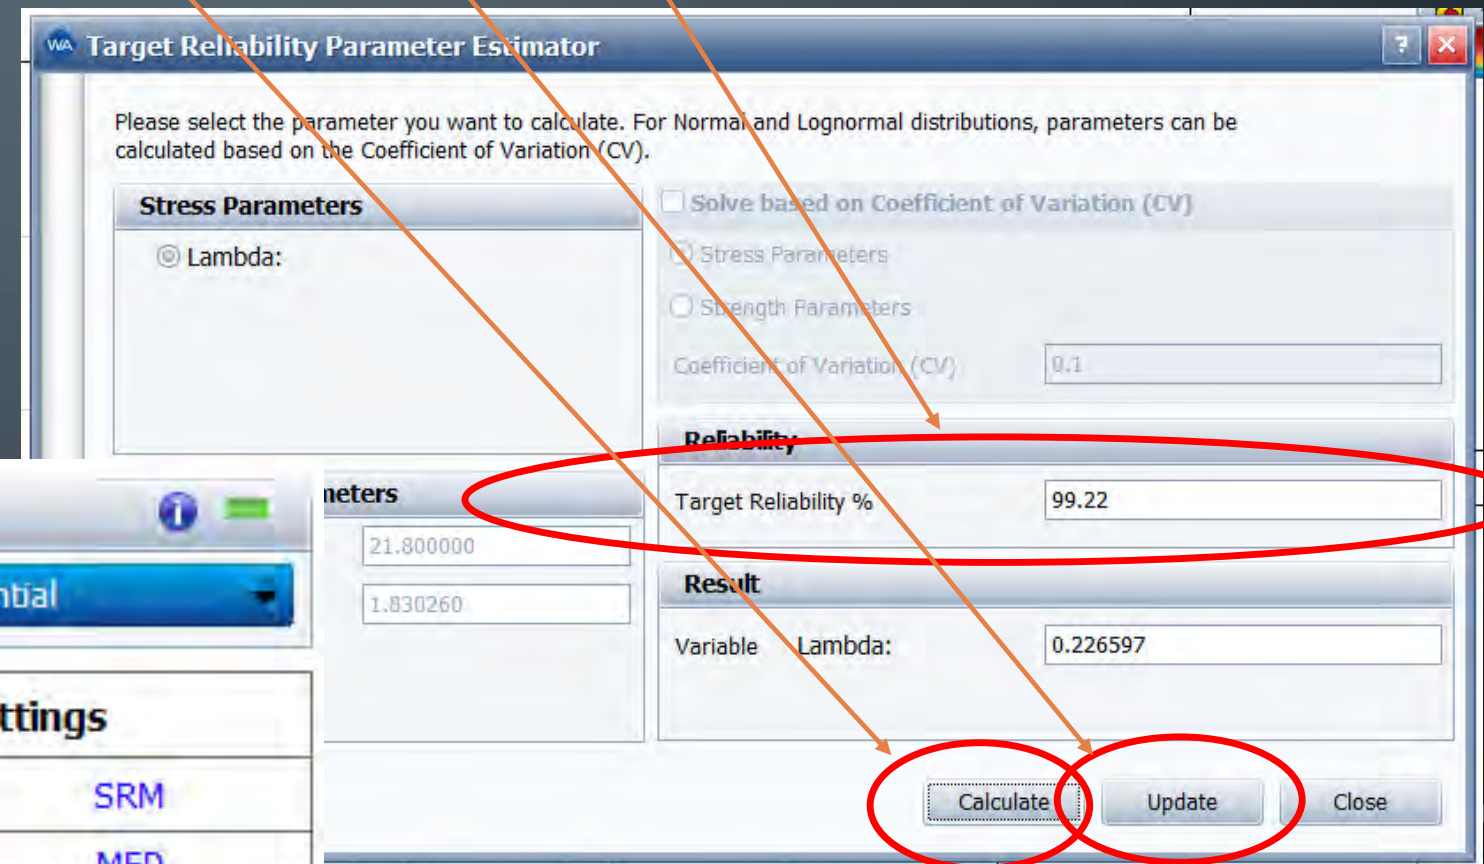 WA Target Reliability Parameter Estimator ?
Please select the parameter you want to calculate. For Normal and Lognormal distributions, parameters can be
calculated based on the Coefficient of Variation (CV).
Stress Parameters
Lambda:
Solve based on Coefficient of Variation (CV)
Stress Parameters
Strength Parameters
Coefficient of Variation (CV) 0.1
Reliability
Target Reliability % 99.22
meters
21.800000
1.830260
Result
Variable Lambda: 0.226597
Calculate Update Close
ntial
ttings
SRM
MED